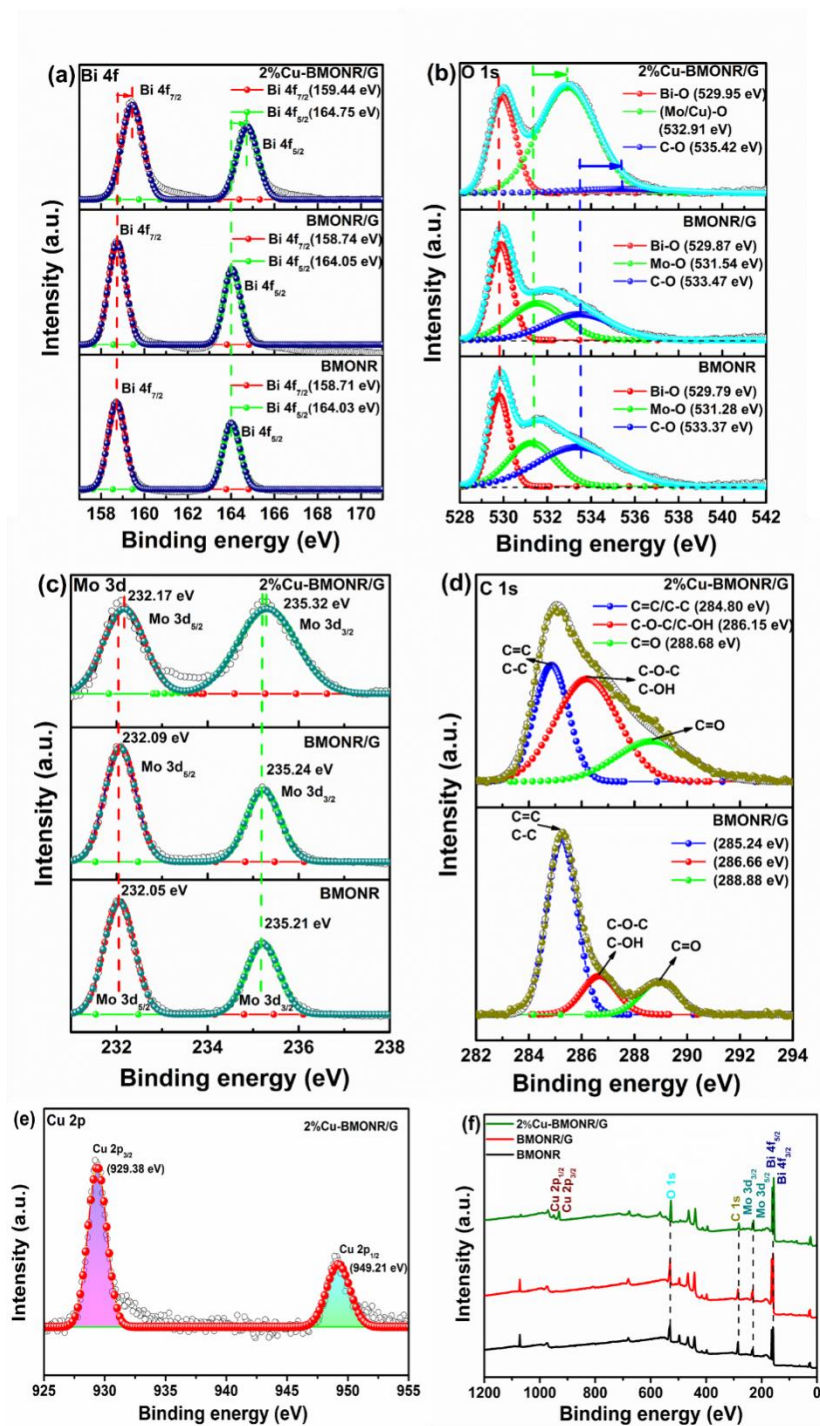 (a) Bi 4f
2%Cu-BMONR/G
Bi 4f7/2
Bi 4f7/2(159.44 eV)
Bi 4f5/2(164.75 eV)
Bi 4f5/2
BMONR/G
Bi 4f7/2
Bi 4f7/2(158.74 eV)
Bi 4f5/2(164.05 eV)
Bi 4f5/2
BMONR
Bi 4f7/2
Bi 4f7/2(158.71 eV)
Bi 4f5/2(164.03 eV)
Bi 4f5/2
Intensity (a.u.)
158 160 162 164 166 168 170
Binding energy (eV)
(b)
O 1s
2%Cu-BMONR/G
Bi-O (529.95 eV)
(Mo/Cu)-O
(532.91 eV)
C-O (535.42 eV)
BMONR/G
Bi-O (529.87 eV)
Mo-O (531.54 eV)
C-O (533.47 eV)
BMONR
Bi-O (529.79 eV)
Mo-O (531.28 eV)
C-O (533.37 eV)
Intensity (a.u.)
528 530 532 534 536 538 540 542
Binding energy (eV)
(c) Mo 3d
2%Cu-BMONR/G
232.17 eV
Mo 3d5/2
235.32 eV
Mo 3d3/2
BMONR/G
232.09 eV
Mo 3d5/2
235.24 eV
Mo 3d3/2
BMONR
232.05 eV
235.21 eV
Mo 3d5/2
Mo 3d3/2
Intensity (a.u.)
232 234 236 238
Binding energy (eV)
(d)
C 1s
2%Cu-BMONR/G
C=C/C-C (284.80 eV)
C-O-C/C-OH (286.15 eV)
C=O (288.68 eV)
C=C
C-C
C-O-C
C-OH
C=O
BMONR/G
(285.24 eV)
(286.66 eV)
(288.88 eV)
C=C
C-C
C-O-C
C-OH
C=O
Intensity (a.u.)
282 284 286 288 290 292 294
Binding energy (eV)
(e) Cu 2p
2%Cu-BMONR/G
Cu 2p3/2
(929.38 eV)
Cu 2p1/2
(949.21 eV)
Intensity (a.u.)
925 930 935 940 945 950 955
Binding energy (eV)
(f)
2%Cu-BMONR/G
BMONR/G
BMONR
Cu 2p1/2
Cu 2p3/2
O 1s
C 1s
Mo 3d3/2
Mo 3d5/2
Bi 4f5/2
Bi 4f3/2
Intensity (a.u.)
1200 1000 800 600 400 200 0
Binding energy (eV)